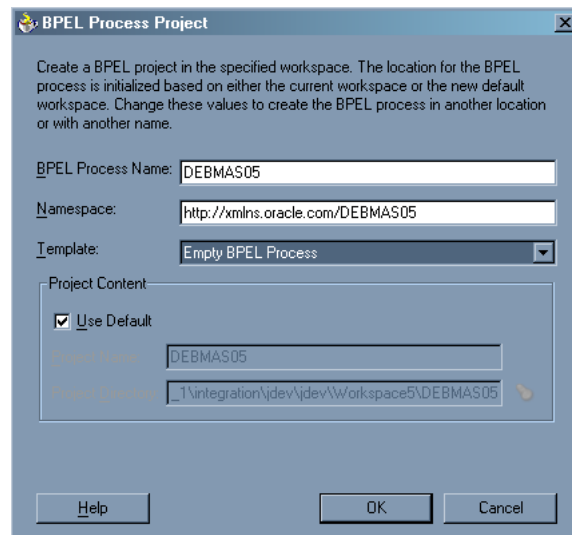 BPEL Process Project
Create a BPEL project in the specified workspace. The location for the BPEL
process is initialized based on either the current workspace or the new default
workspace. Change these values to create the BPEL process in another location
or with another name.
BPEL Process Name: DEBMAS05
Namespace: http://xmlns.oracle.com/DEBMAS05
Template: Empty BPEL Process
Project Content
Use Default
Project Name: DEBMAS05
Project Directory: _1\integration\jdev\jdev\Workspace5\DEBMAS05
Help OK Cancel